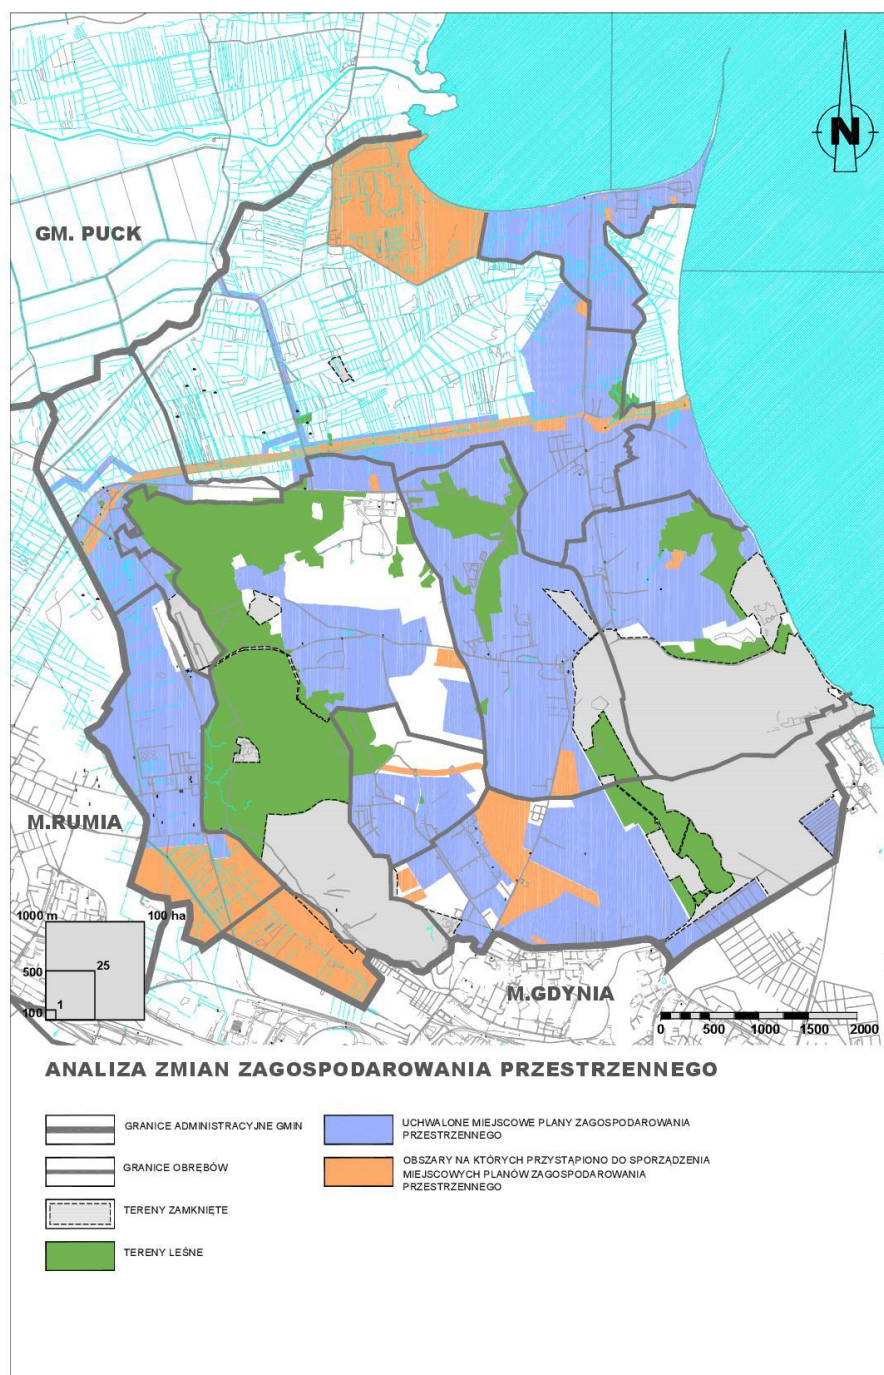 N
GM. PUCK
M.RUMIA
1000 m
100 ha
500
25
100
1
M.GDYNIA
0 500 1000 1500 2000
ANALIZA ZMIAN ZAGOSPODAROWANIA PRZESTRZENNEGO
GRANICE ADMINISTRACYJNE GMIN
GRANICE OBRĘBÓW
TERENY ZAMKNIĘTE
TERENY LEŚNE
UCHWALONE MIEJSCOWE PLANY ZAGOSPODAROWANIA
PRZESTRZENNEGO
OBSZARY NA KTÓRYCH PRZYSTĄPIONO DO SPORZĄDZENIA
MIEJSCOWYCH PLANÓW ZAGOSPODAROWANIA
PRZESTRZENNEGO